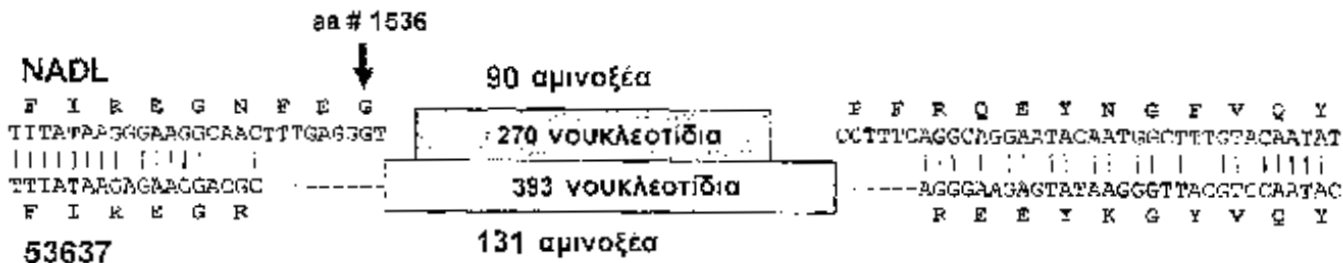 aa # 1536
NADL
90 αμινοξέα
F I R E G N F E G
P F R Q E Y N G F V Q Y
TTTATAAGGGAAGGCAACTTTGAGGGT
270 νουκλεοτίδια
CCTTTCAGGCAGGAATACAATGGCTTTGTACAATAT
TTTATAAGAGAAGGACGC
393 νουκλεοτίδια
AGGGAAGAGTATAAGGGTTACGTCCAATAC
F I R E G R
R E E Y K G Y V Q Y
53637
131 αμινοξέα